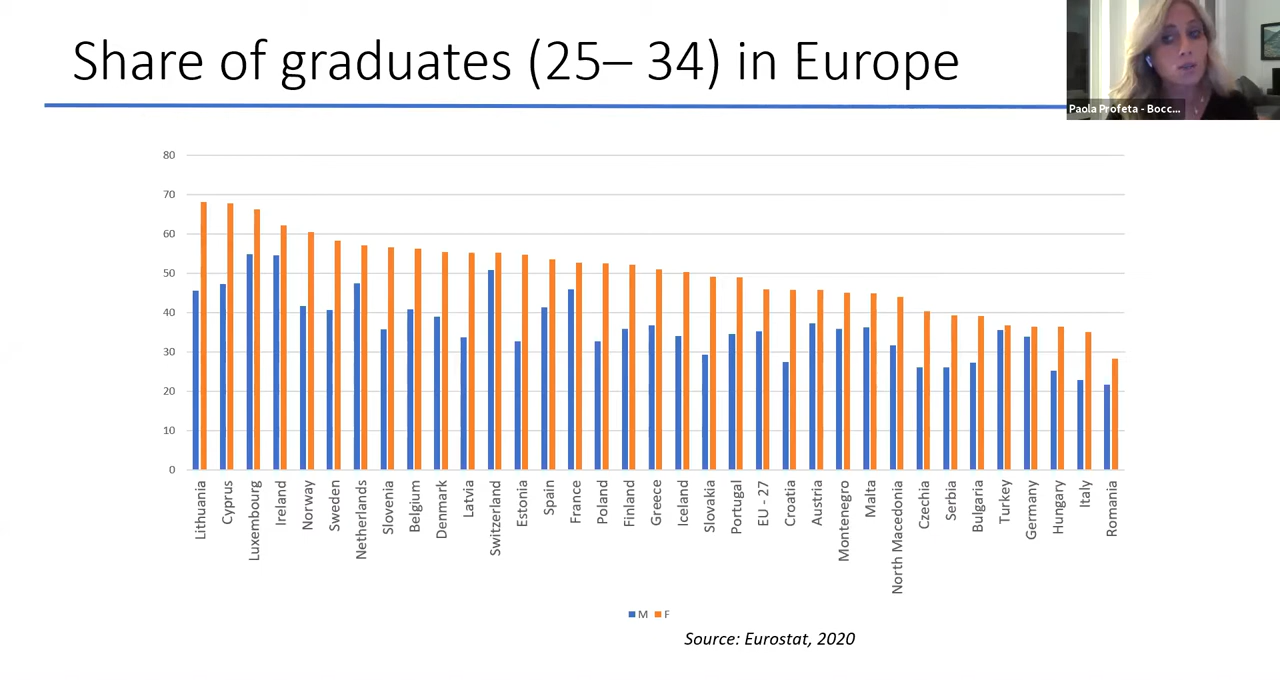 Share of graduates (25– 34) in Europe
Paola Profeta - Bocc...
80
70
60
50
40
30
20
10
0
Lithuania
Cyprus
Luxembourg
Ireland
Norway
Sweden
Netherlands
Slovenia
Belgium
Denmark
Latvia
Switzerland
Estonia
Spain
France
Poland
Finland
Greece
Iceland
Slovakia
Portugal
EU - 27
Croatia
Austria
Montenegro
Malta
North Macedonia
Czechia
Serbia
Bulgaria
Turkey
Germany
Hungary
Italy
Romania
M F
Source: Eurostat, 2020